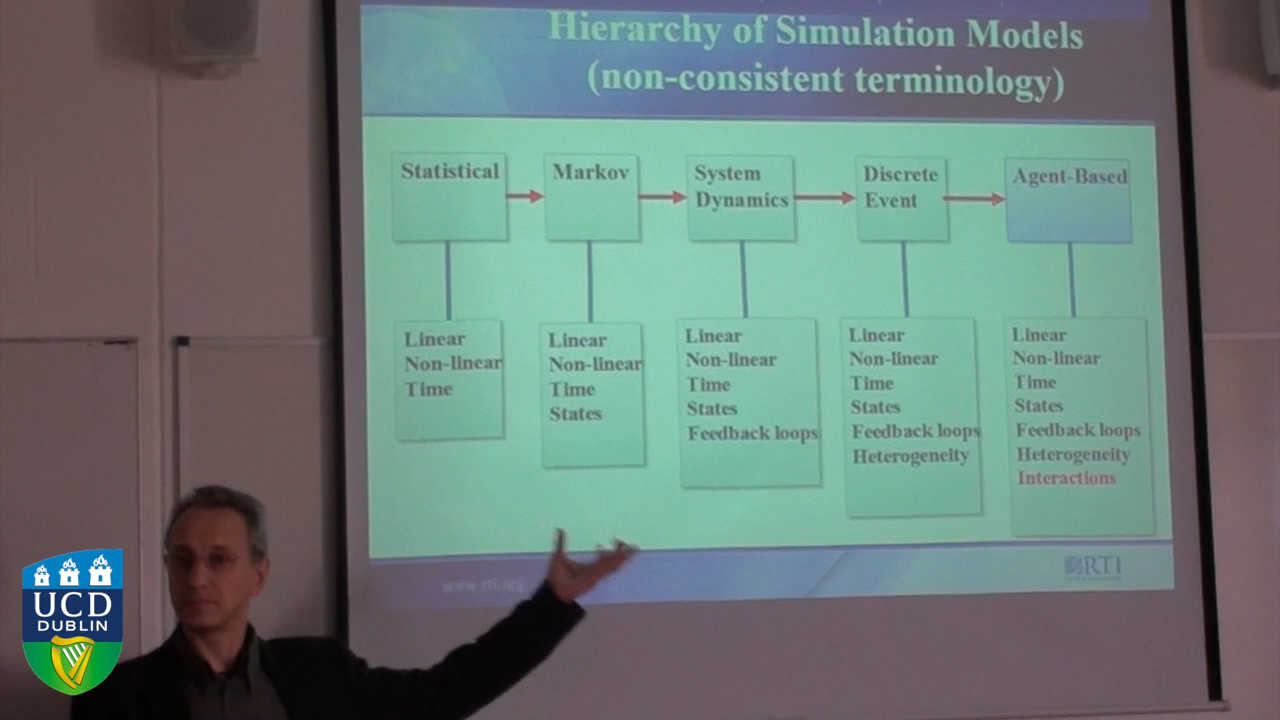 Hierarchy of Simulation Models
(non-consistent terminology)
Statistical
Markov
System
Dynamics
Discrete
Event
Agent-Based
Linear
Non-linear
Time
Linear
Non-linear
Time
States
Linear
Non-linear
Time
States
Feedback loops
Linear
Non-linear
Time
States
Feedback loops
Heterogeneity
Linear
Non-linear
Time
States
Feedback loops
Heterogeneity
Interactions
RTI
UCD
DUBLIN